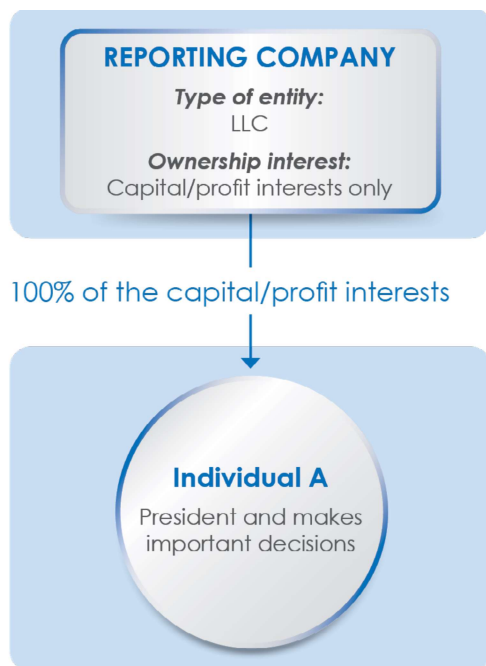 REPORTING COMPANY
Type of entity:
LLC
Ownership interest:
Capital/profit interests only
100% of the capital/profit interests
Individual A
President and makes
important decisions